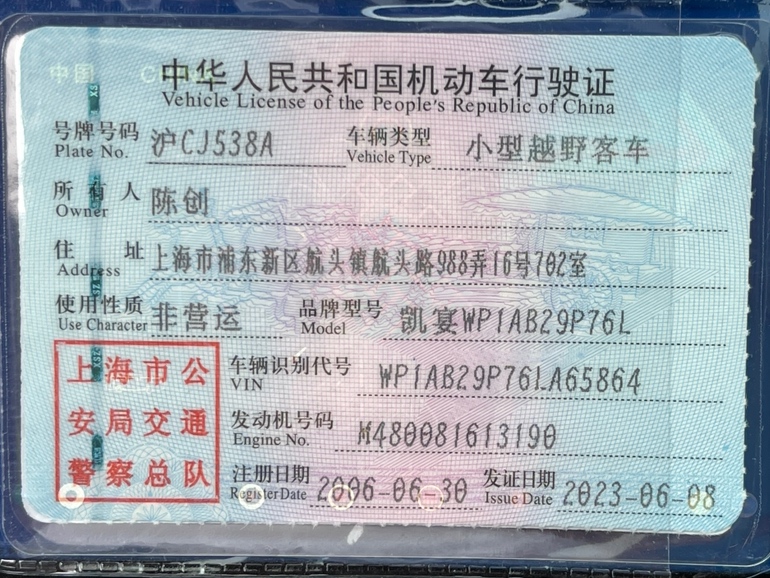 中国 CHINA
中华人民共和国机动车行驶证
Vehicle License of the People's Republic of China
号牌号码 沪CJ538A 车辆类型 小型越野客车
Plate No. Vehicle Type
所有人 陈创
Owner
住址 上海市浦东新区航头镇航头路988弄16号702室
Address
使用性质 非营运 品牌型号 凯宴WP1AB29P76L
Use Character Model
上海市公 车辆识别代号 WP1AB29P76LA65864
VIN
安局交通 发动机号码 M480081613190
Engine No.
警察总队 注册日期 2006-06-30 发证日期 2023-06-08
Register Date Issue Date